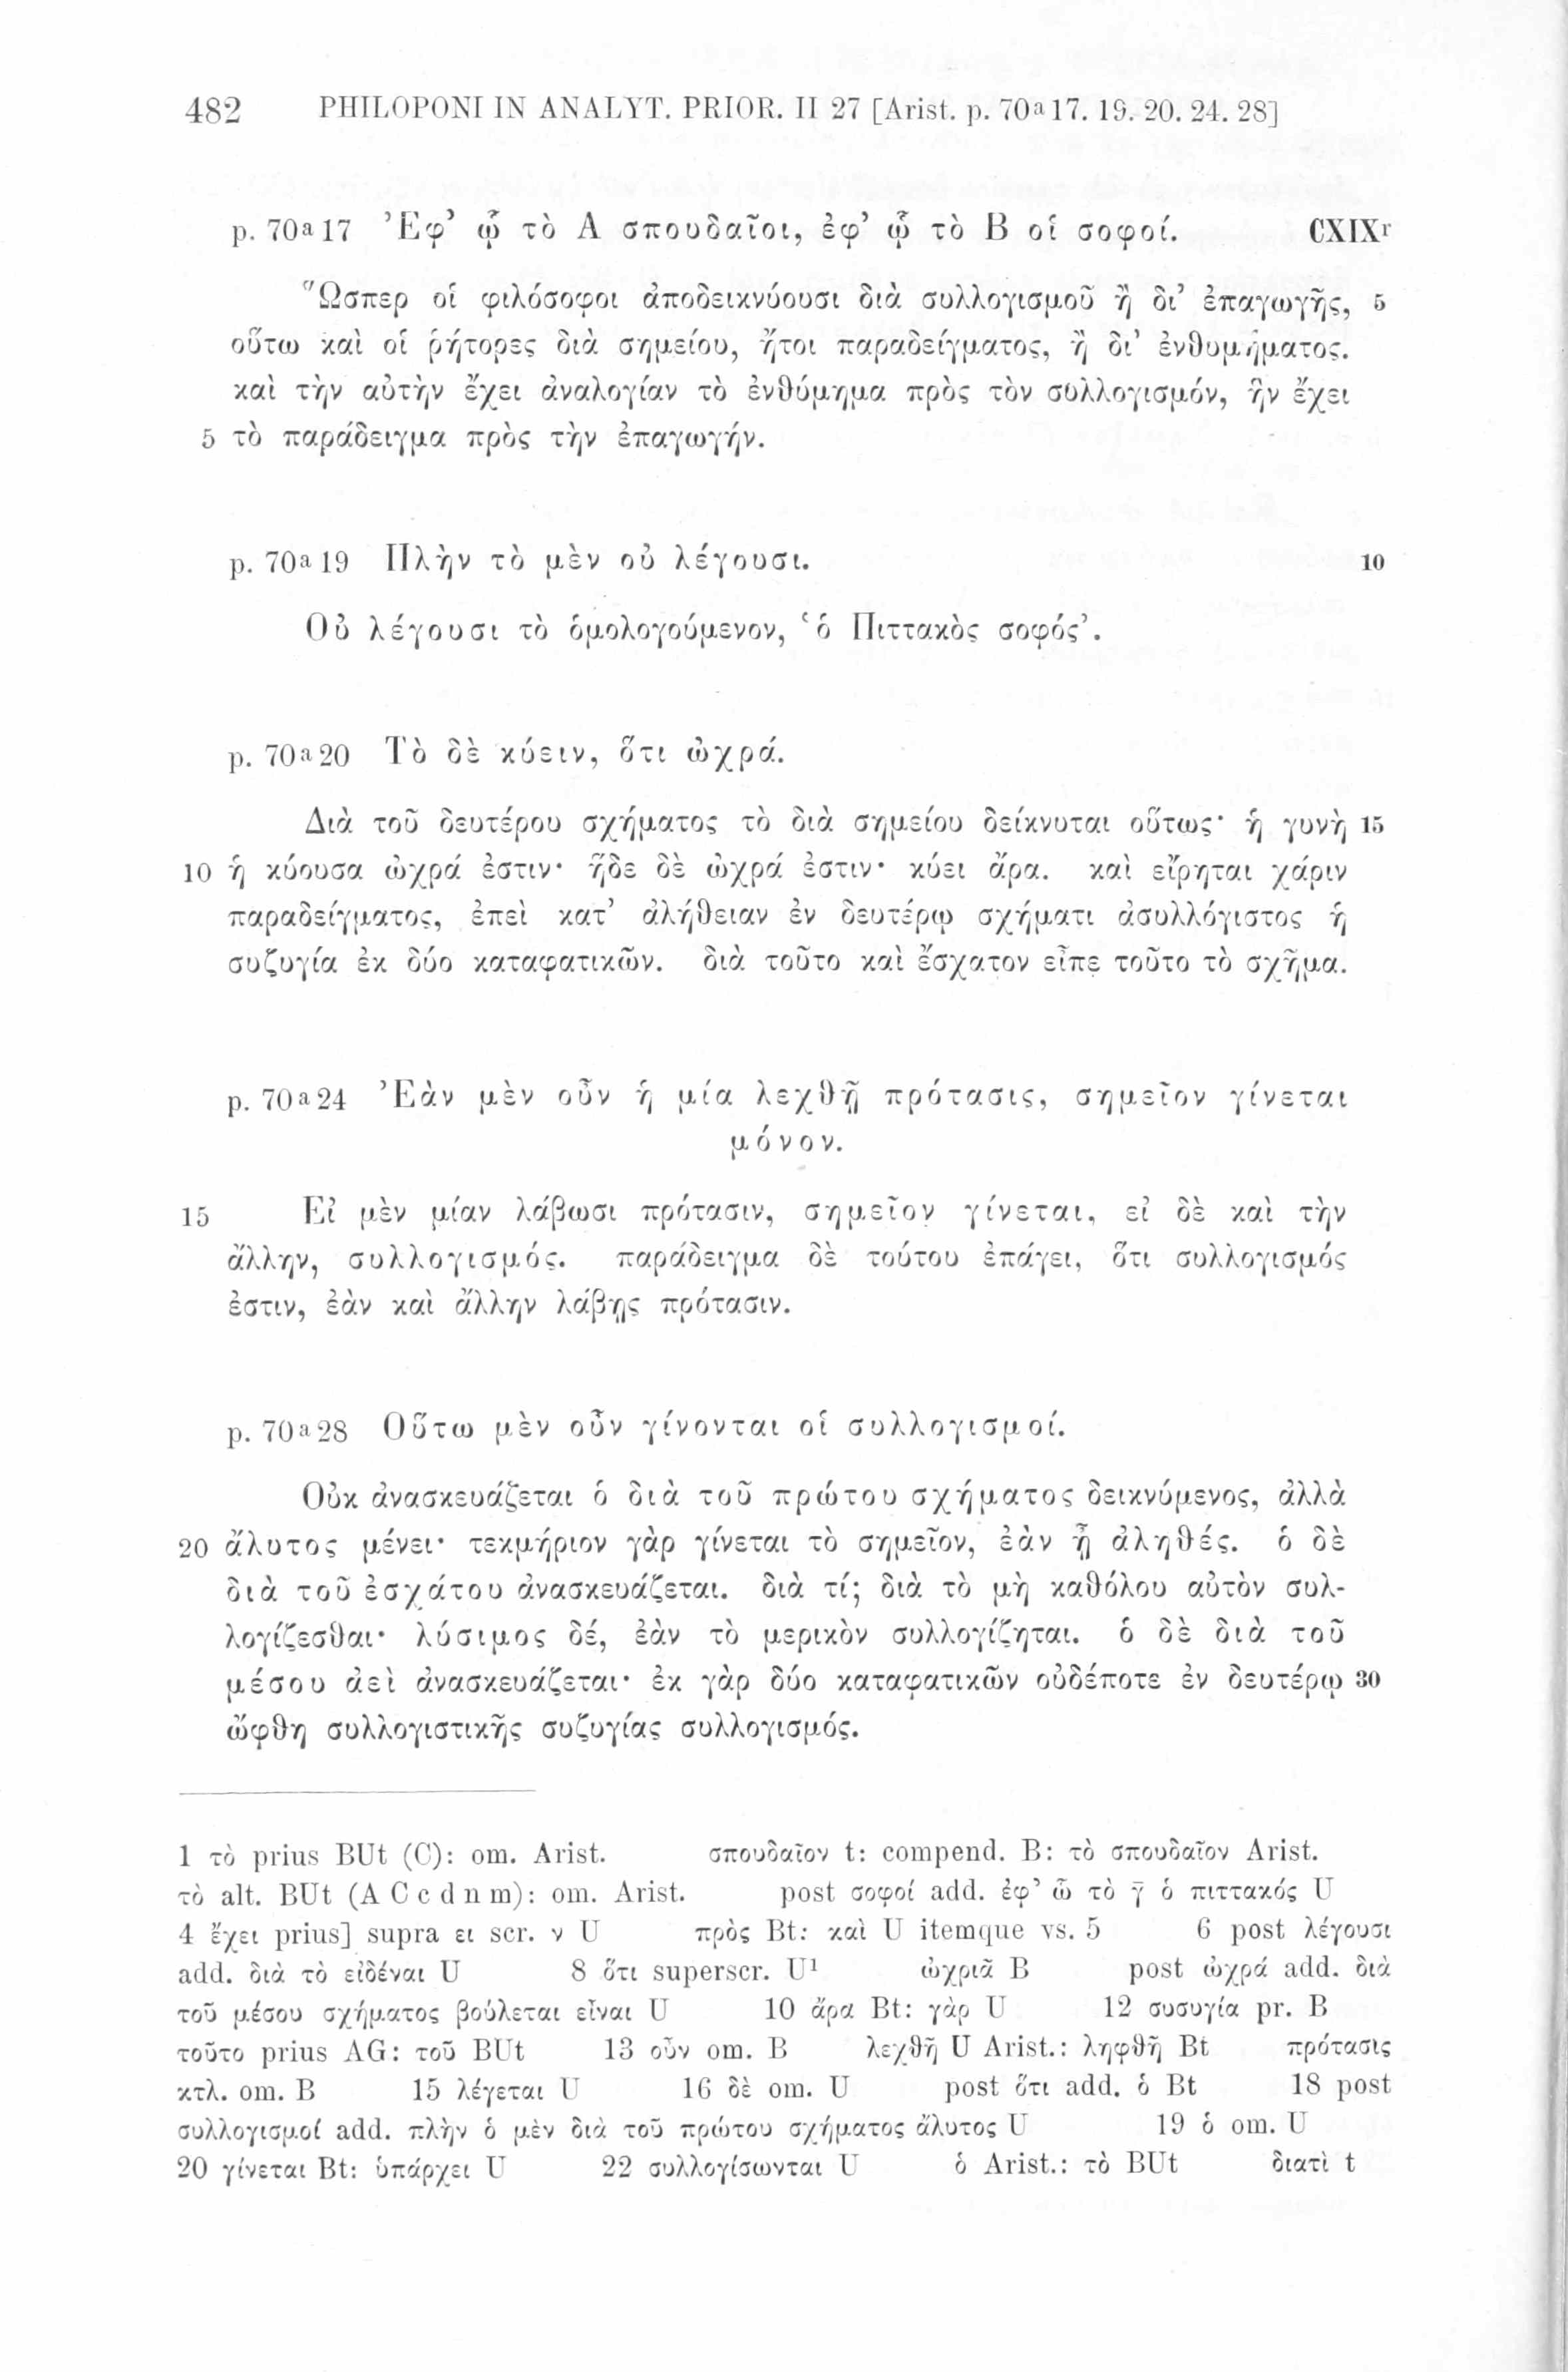 482 PHILOPONI IN ANALYT. PRIOR. II 27 [Arist. p. 70a17. 19. 20. 24. 28]
p. 70a17 Ἐφ’ ᾧ τὸ Α σπουδαῖοι, ἐφ’ ᾧ τὸ Β οἱ σοφοί. CXIXr
Ὥσπερ οἱ φιλόσοφοι ἀποδεικνύουσι διὰ συλλογισμοῦ ἢ δι’ ἐπαγωγῆς, 5
οὕτω καὶ οἱ ῥήτορες διὰ σημείου, ἤτοι παραδείγματος, ἢ δι’ ἐνθυμήματος.
καὶ τὴν αὐτὴν ἔχει ἀναλογίαν τὸ ἐνθύμημα πρὸς τὸν συλλογισμόν, ἣν ἔχει
5 τὸ παράδειγμα πρὸς τὴν ἐπαγωγήν.
p. 70a19 Πλὴν τὸ μὲν οὐ λέγουσι. 10
Οὐ λέγουσι τὸ ὁμολογούμενον, ‘ὁ Πιττακὸς σοφός’.
p. 70a20 Τὸ δὲ κύειν, ὅτι ὠχρά.
Διὰ τοῦ δευτέρου σχήματος τὸ διὰ σημείου δείκνυται οὕτως· ἡ γυνὴ 15
10 ἡ κύουσα ὠχρά ἐστιν· ἥδε δὲ ὠχρά ἐστιν· κύει ἄρα. καὶ εἴρηται χάριν
παραδείγματος, ἐπεὶ κατ’ ἀλήθειαν ἐν δευτέρῳ σχήματι ἀσυλλόγιστος ἡ
συζυγία ἐκ δύο καταφατικῶν. διὰ τοῦτο καὶ ἔσχατον εἶπε τοῦτο τὸ σχῆμα.
p. 70a24 Ἐὰν μὲν οὖν ἡ μία λεχθῇ πρότασις, σημεῖον γίνεται
μόνον.
15 Εἰ μὲν μίαν λάβωσι πρότασιν, σημεῖον γίνεται, εἰ δὲ καὶ τὴν
ἄλλην, συλλογισμός. παράδειγμα δὲ τούτου ἐπάγει, ὅτι συλλογισμός
ἐστιν, ἐὰν καὶ ἄλλην λάβῃς πρότασιν.
p. 70a28 Οὕτω μὲν οὖν γίνονται οἱ συλλογισμοί.
Οὐκ ἀνασκευάζεται ὁ διὰ τοῦ πρώτου σχήματος δεικνύμενος, ἀλλὰ
20 ἄλυτος μένει· τεκμήριον γὰρ γίνεται τὸ σημεῖον, ἐὰν ᾖ ἀληθές. ὁ δὲ
διὰ τοῦ ἐσχάτου ἀνασκευάζεται. διὰ τί; διὰ τὸ μὴ καθόλου αὐτὸν συλ-
λογίζεσθαι· λύσιμος δέ, ἐὰν τὸ μερικὸν συλλογίζηται. ὁ δὲ διὰ τοῦ
μέσου ἀεὶ ἀνασκευάζεται· ἐκ γὰρ δύο καταφατικῶν οὐδέποτε ἐν δευτέρῳ 30
ὤφθη συλλογιστικῆς συζυγίας συλλογισμός.
1 τὸ prius BUt (C): om. Arist. σπουδαῖον t: compend. B: τὸ σπουδαῖον Arist.
τὸ alt. BUt (A C c d n m): om. Arist. post σοφοί add. ἐφ’ ὧ τὸ γ̄ ὁ πιττακός U
4 ἔχει prius] supra ει scr. ν U πρὸς Bt: καὶ U itemque vs. 5 6 post λέγουσι
add. διὰ τὸ εἰδέναι U 8 ὅτι superscr. U1 ὠχριᾶ B post ὠχρά add. διὰ
τοῦ μέσου σχήματος βούλεται εἶναι U 10 ἄρα Bt: γὰρ U 12 συσυγία pr. B
τοῦτο prius AG: τοῦ BUt 13 οὖν om. B λεχθῆ U Arist.: ληφθῆ Bt πρότασις
κτλ. om. B 15 λέγεται U 16 δὲ om. U post ὅτι add. ὁ Bt 18 post
συλλογισμοί add. πλὴν ὁ μὲν διὰ τοῦ πρώτου σχήματος ἄλυτος U 19 ὁ om. U
20 γίνεται Bt: ὑπάρχει U 22 συλλογίσωνται U ὁ Arist.: τὸ BUt διατὶ t